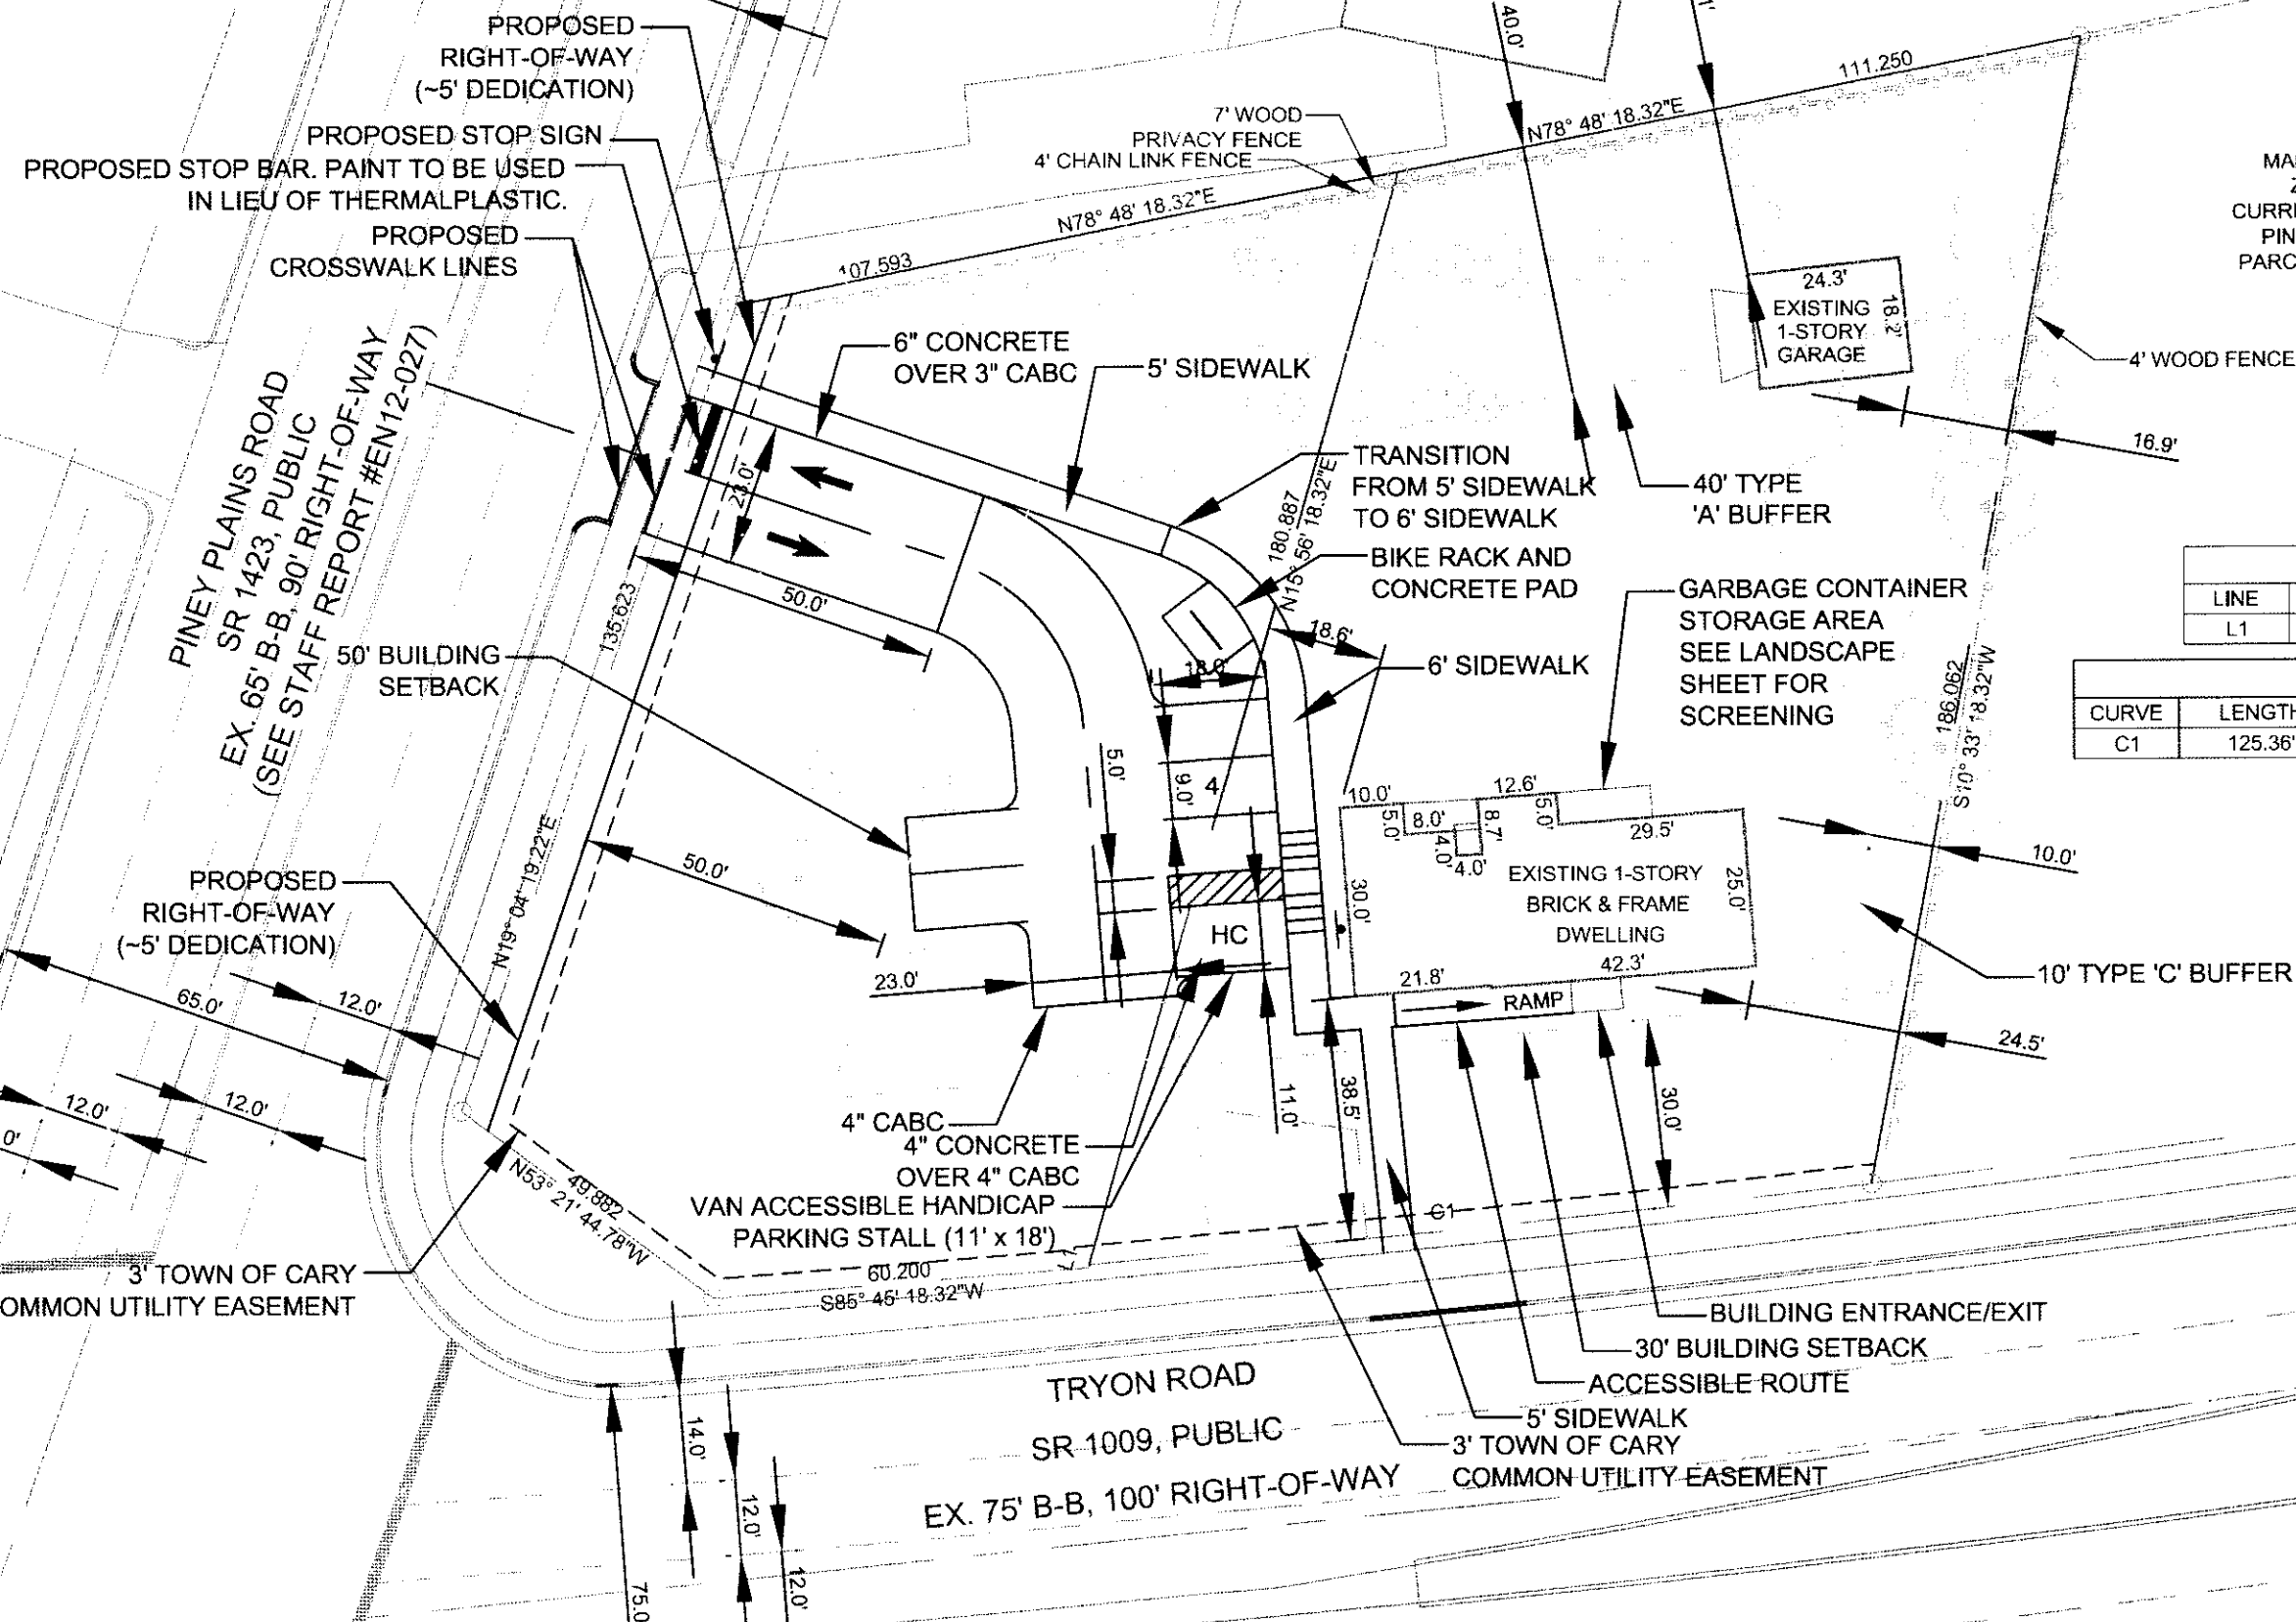 PROPOSED
RIGHT-OF-WAY
(~5' DEDICATION)
PROPOSED STOP SIGN
PROPOSED STOP BAR. PAINT TO BE USED
IN LIEU OF THERMALPLASTIC.
PROPOSED
CROSSWALK LINES
7' WOOD
PRIVACY FENCE
4' CHAIN LINK FENCE
40.0'
1'
111.250
N78° 48' 18.32"E
N78° 48' 18.32"E
107.593
CURR
PIN
PARC
24.3'
18.2'
EXISTING
1-STORY
GARAGE
4' WOOD FENCE
16.9'
6" CONCRETE
OVER 3" CABC
5' SIDEWALK
TRANSITION
FROM 5' SIDEWALK
TO 6' SIDEWALK
40' TYPE
'A' BUFFER
BIKE RACK AND
CONCRETE PAD
180.887
N15° 56' 18.32"E
GARBAGE CONTAINER
STORAGE AREA
SEE LANDSCAPE
SHEET FOR
SCREENING
LINE
L1
CURVE LENGTH
C1 125.36'
PINEY PLAINS ROAD
SR 1423, PUBLIC
EX. 65' B-B, 90' RIGHT-OF-WAY
(SEE STAFF REPORT #EN12-027)
23.0'
50.0'
135.623
50' BUILDING
SETBACK
18.6'
18.0'
6' SIDEWALK
186.062
S10° 33' 18.32"W
5.0'
9.0'
4
10.0'
5.0'
8.0'
4.0'
4.0'
8.7'
12.6'
5.0'
29.5'
EXISTING 1-STORY
BRICK & FRAME
DWELLING
30.0'
25.0'
42.3'
21.8'
RAMP
HC
10.0'
10' TYPE 'C' BUFFER
24.5'
50.0'
23.0'
N19° 04' 19.22"E
PROPOSED
RIGHT-OF-WAY
(~5' DEDICATION)
65.0'
12.0'
12.0'
12.0'
0'
4" CABC
4" CONCRETE
OVER 4" CABC
VAN ACCESSIBLE HANDICAP
PARKING STALL (11' x 18')
11.0'
38.5'
30.0'
C1
49.882
N53° 21' 44.78"W
60.200
S85° 45' 18.32"W
3' TOWN OF CARY
OMMON UTILITY EASEMENT
BUILDING ENTRANCE/EXIT
30' BUILDING SETBACK
ACCESSIBLE ROUTE
5' SIDEWALK
3' TOWN OF CARY
COMMON UTILITY EASEMENT
TRYON ROAD
SR 1009, PUBLIC
EX. 75' B-B, 100' RIGHT-OF-WAY
14.0'
12.0'
12.0'
75.0